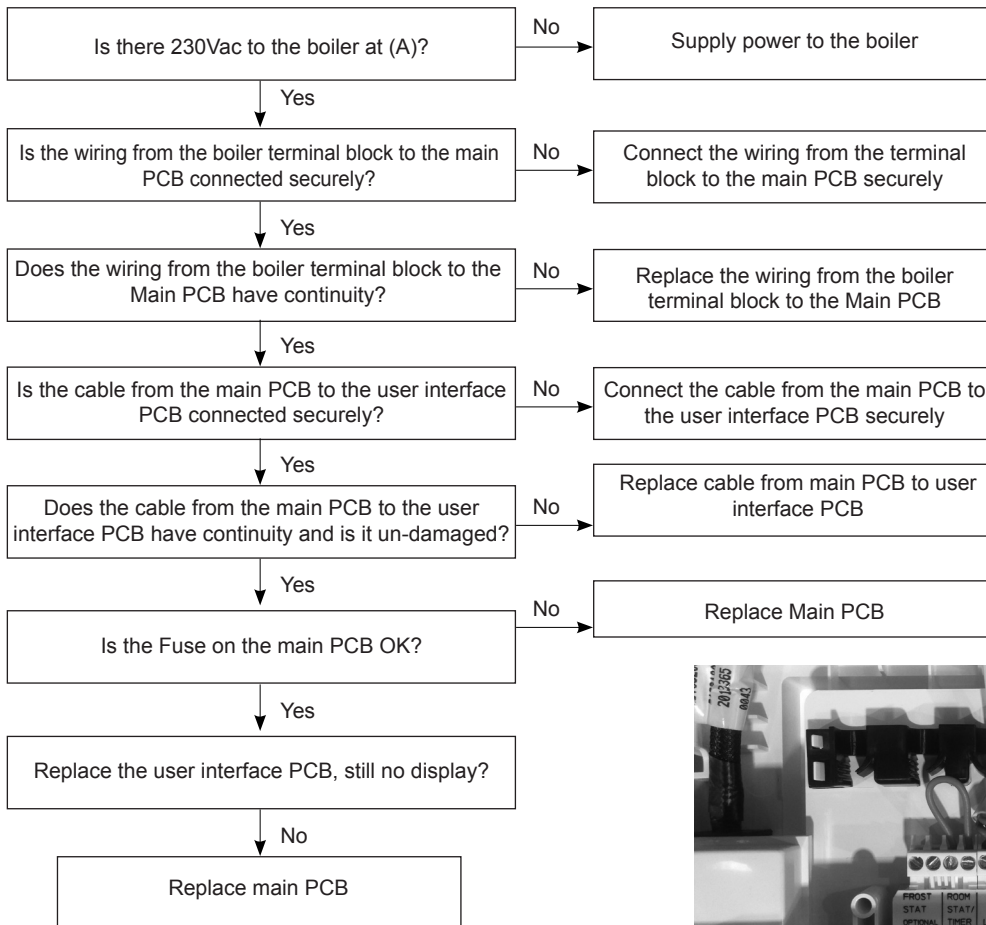 Is there 230Vac to the boiler at (A)?
No
Supply power to the boiler
Yes
Is the wiring from the boiler terminal block to the main
PCB connected securely?
No
Connect the wiring from the terminal
block to the main PCB securely
Yes
Does the wiring from the boiler terminal block to the
Main PCB have continuity?
No
Replace the wiring from the boiler
terminal block to the Main PCB
Yes
Is the cable from the main PCB to the user interface
PCB connected securely?
No
Connect the cable from the main PCB to
the user interface PCB securely
Yes
Does the cable from the main PCB to the user
interface PCB have continuity and is it un-damaged?
No
Replace cable from main PCB to user
interface PCB
Yes
Is the Fuse on the main PCB OK?
No
Replace Main PCB
Yes
Replace the user interface PCB, still no display?
No
Replace main PCB
0043
FROST
STAT
OPTIONAL
ROOM
STAT/
TIMER